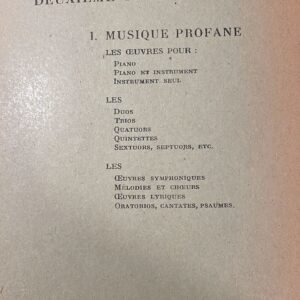 DEUXIÈME
I. MUSIQUE PROFANE
LES ŒUVRES POUR :
Piano
Piano et instrument
Instrument seul
LES
Duos
Trios
Quatuors
Quintettes
Sextuors, septuors, etc.
LES
Œuvres symphoniques
Mélodies et chœurs
Œuvres lyriques
Oratorios, cantates, psaumes.